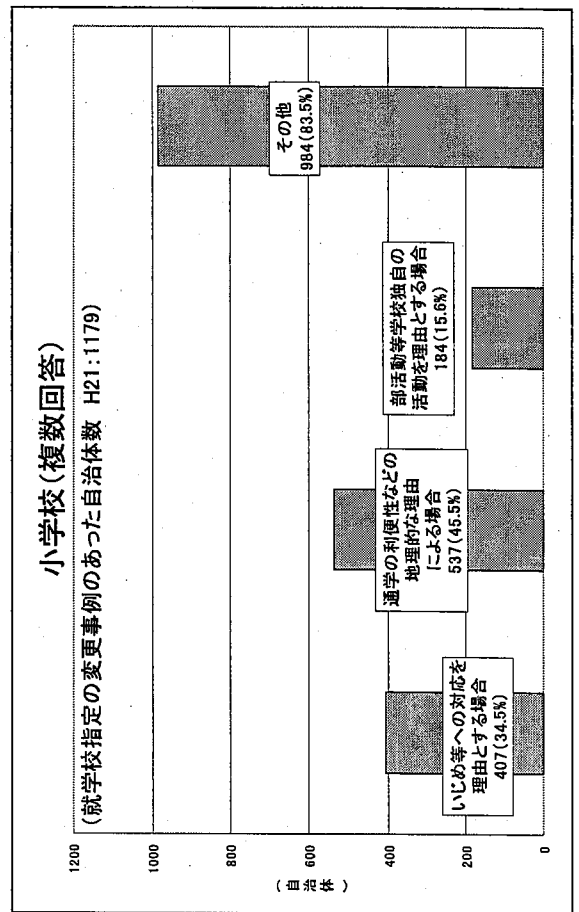 小学校(複数回答)
(就学校指定の変更事例のあった自治体数 H21:1179)
1200
1000
800
600
400
200
0
(自治体)
いじめ等への対応を
理由とする場合
407(34.5%)
通学の利便性などの
地理的な理由
による場合
537(45.5%)
部活動等学校独自の
活動を理由とする場合
184(15.6%)
その他
984(83.5%)